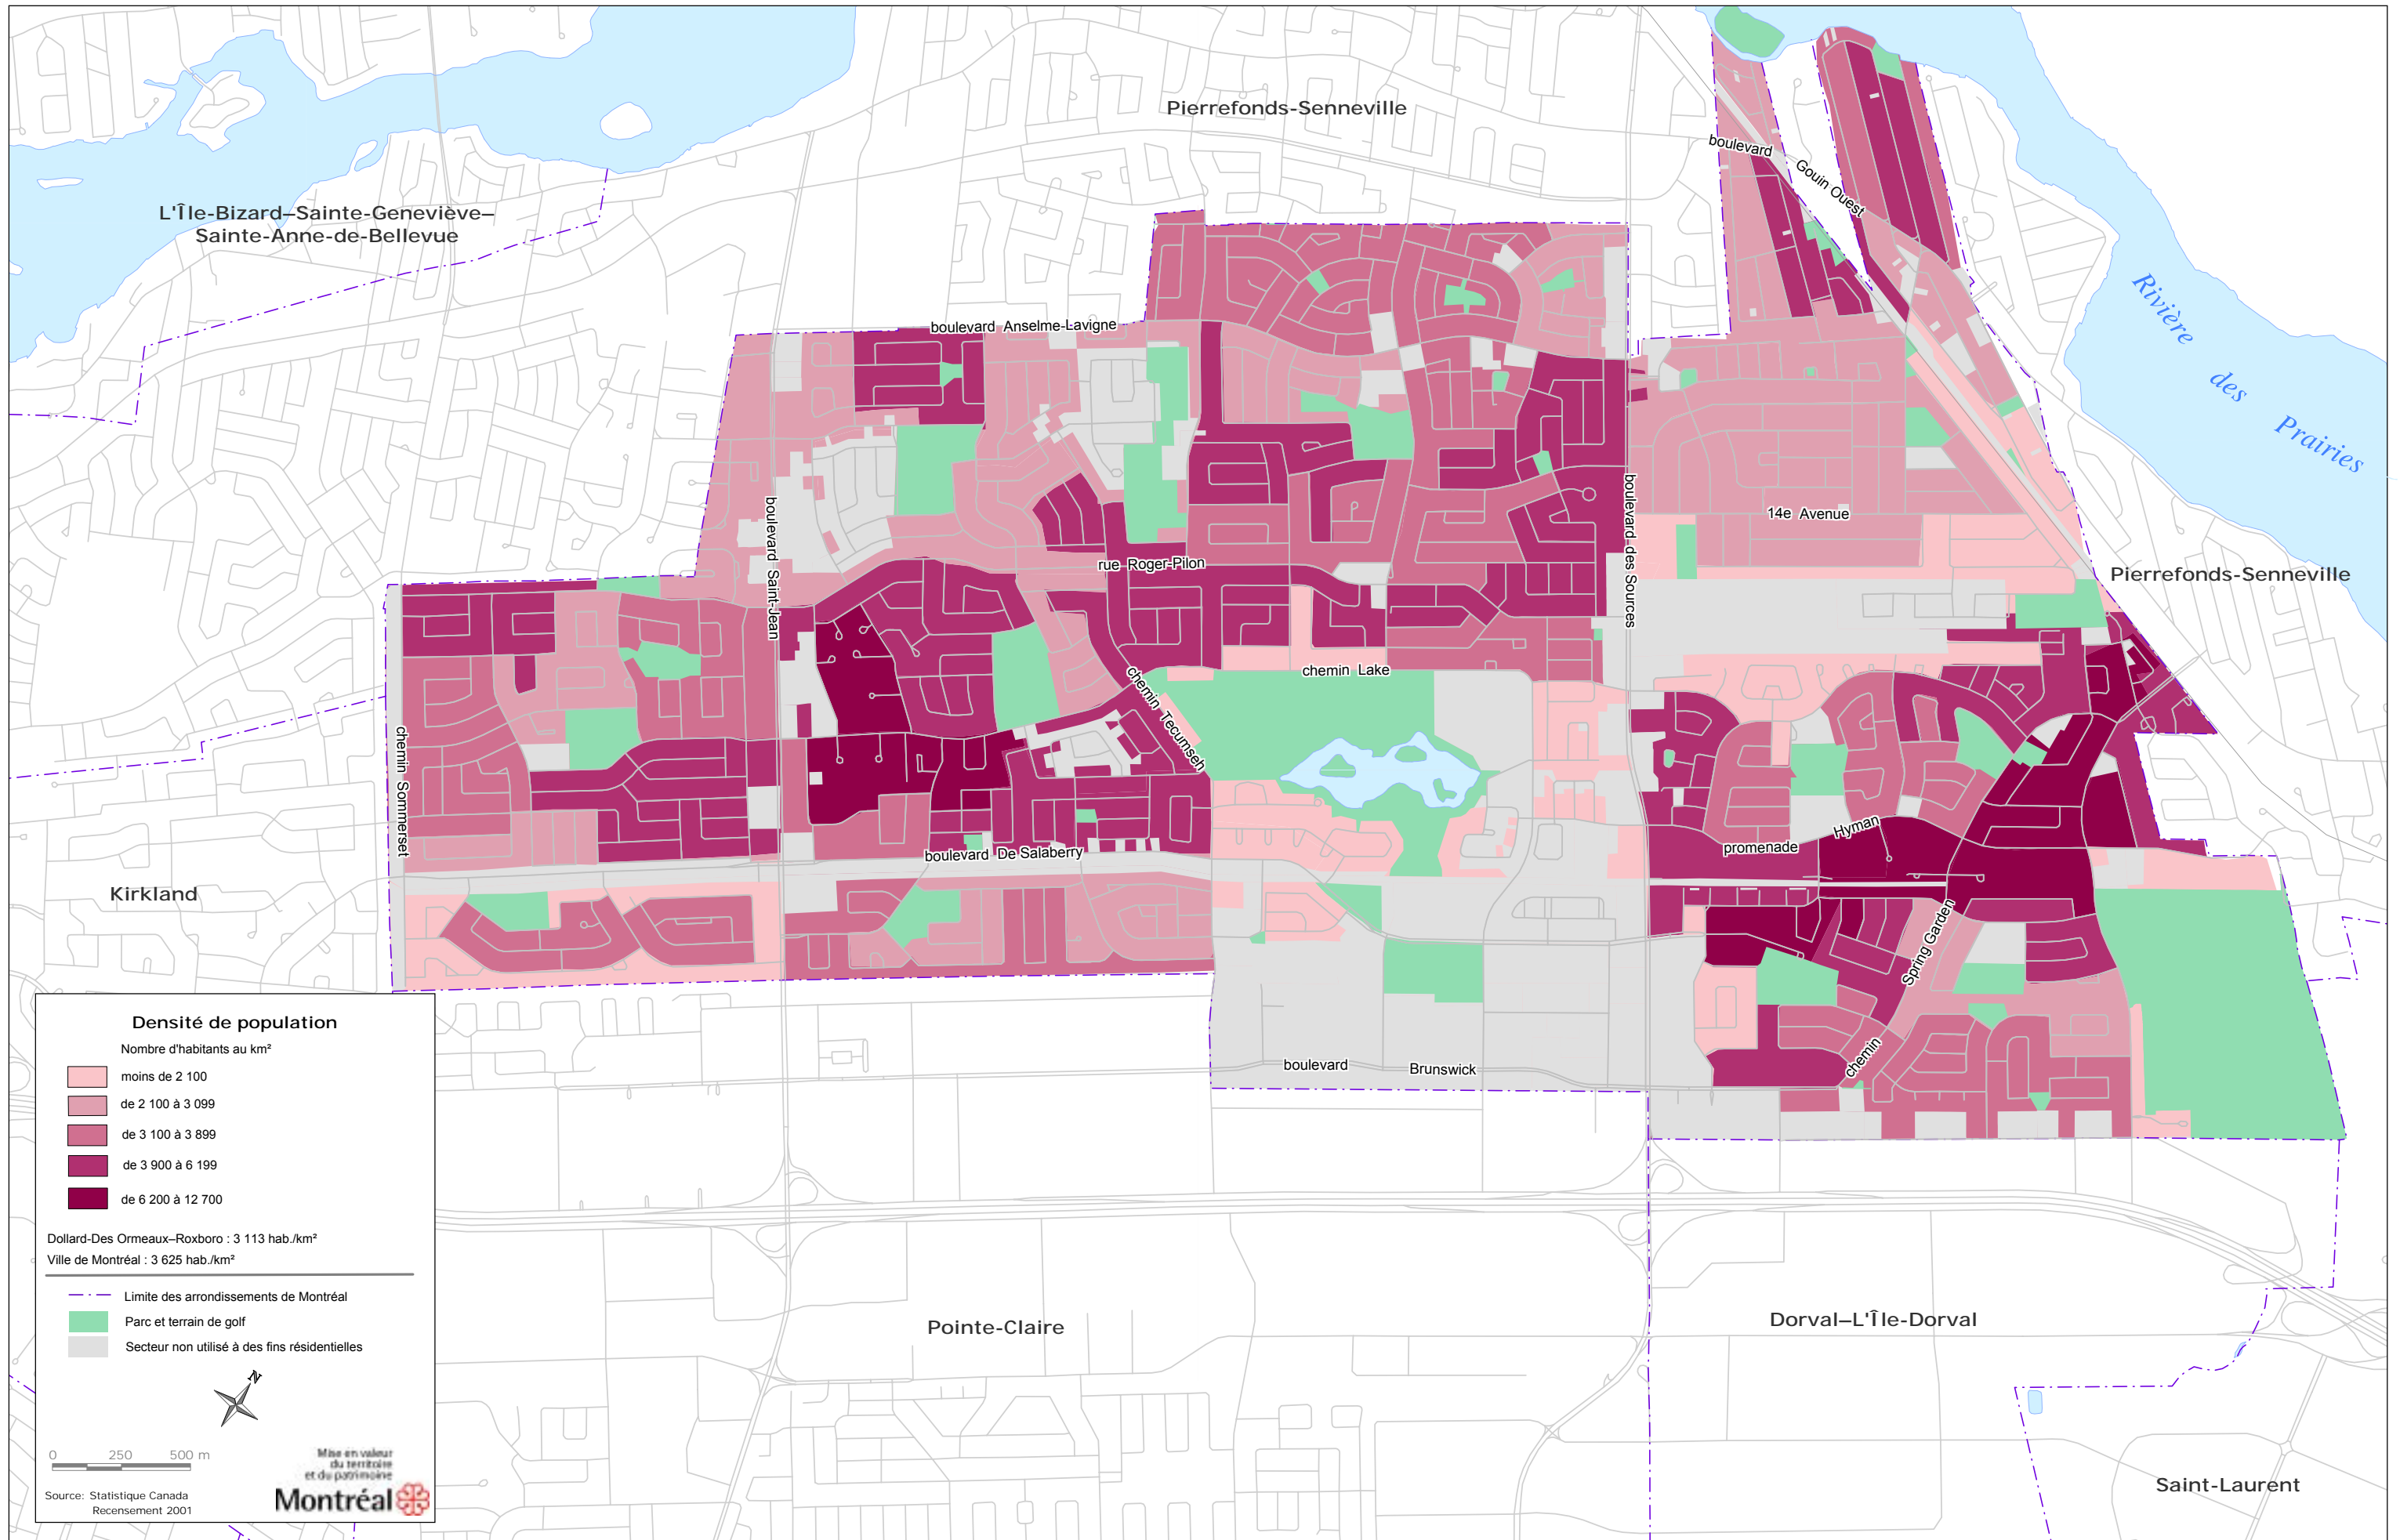 Pierrefonds-Senneville
L'Île-Bizard–Sainte-Geneviève–
Sainte-Anne-de-Bellevue
boulevard Gouin Ouest
Rivière des Prairies
boulevard Anselme-Lavigne
boulevard Saint-Jean
boulevard des Sources
14e Avenue
rue Roger-Pilon
Pierrefonds-Senneville
chemin Lake
chemin Tecumseh
chemin Sommerset
boulevard De Salaberry
promenade Hyman
Kirkland
chemin Spring Garden
boulevard Brunswick
Pointe-Claire
Dorval–L'Île-Dorval
Saint-Laurent
Densité de population
Nombre d'habitants au km²
moins de 2 100
de 2 100 à 3 099
de 3 100 à 3 899
de 3 900 à 6 199
de 6 200 à 12 700
Dollard-Des Ormeaux–Roxboro : 3 113 hab./km²
Ville de Montréal : 3 625 hab./km²
Limite des arrondissements de Montréal
Parc et terrain de golf
Secteur non utilisé à des fins résidentielles
N
0 250 500 m
Mise en valeur
du territoire
et du patrimoine
Montréal
Source: Statistique Canada
Recensement 2001